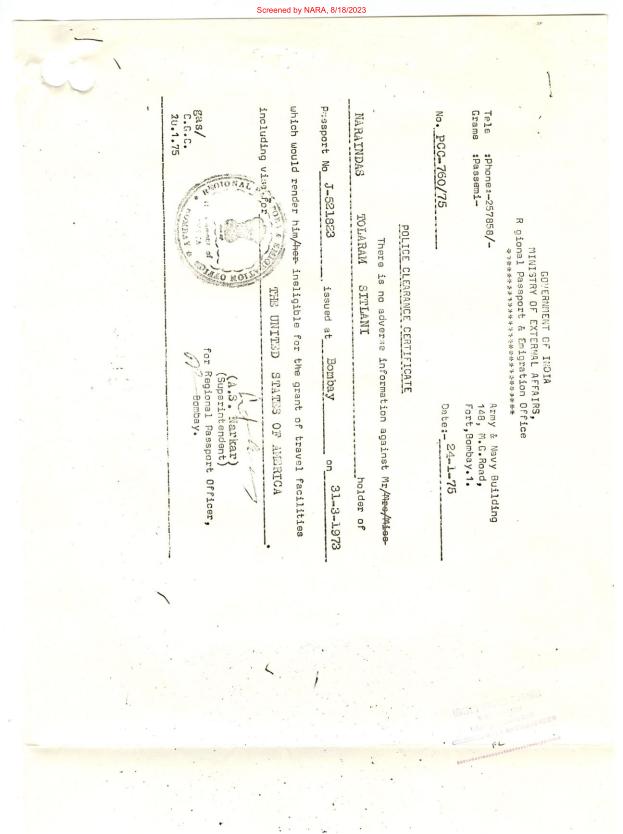 Screened by NARA, 8/18/2023
GOVERNMENT OF INDIA
MINISTRY OF EXTERNAL AFFAIRS,
R gional Passport & Emigration Office
Tele :Phone:-257858/-
Grams :Passemi-
Army & Navy Building
148, M.G.Road,
Fort,Bombay.1.
No. PCC-760/75.
Date:- 24-1-75
POLICE CLEARANCE CERTIFICATE
There is no adverse information against Mr/Mrs/Miss
NARAINDAS TOLARAM SITLANI holder of
Passport No J-521823 issued at Bombay on 31-3-1973
which would render him/her ineligible for the grant of travel facilities
including visa for THE UNITED STATES OF AMERICA.
REGIONAL PASSPORT & EMIGRATION OFFICE
BOMBAY
(A.S. Narkar)
(Superintendent)
for Regional Passport Officer,
Bombay.
gas/
C.G.C.
20.1.75